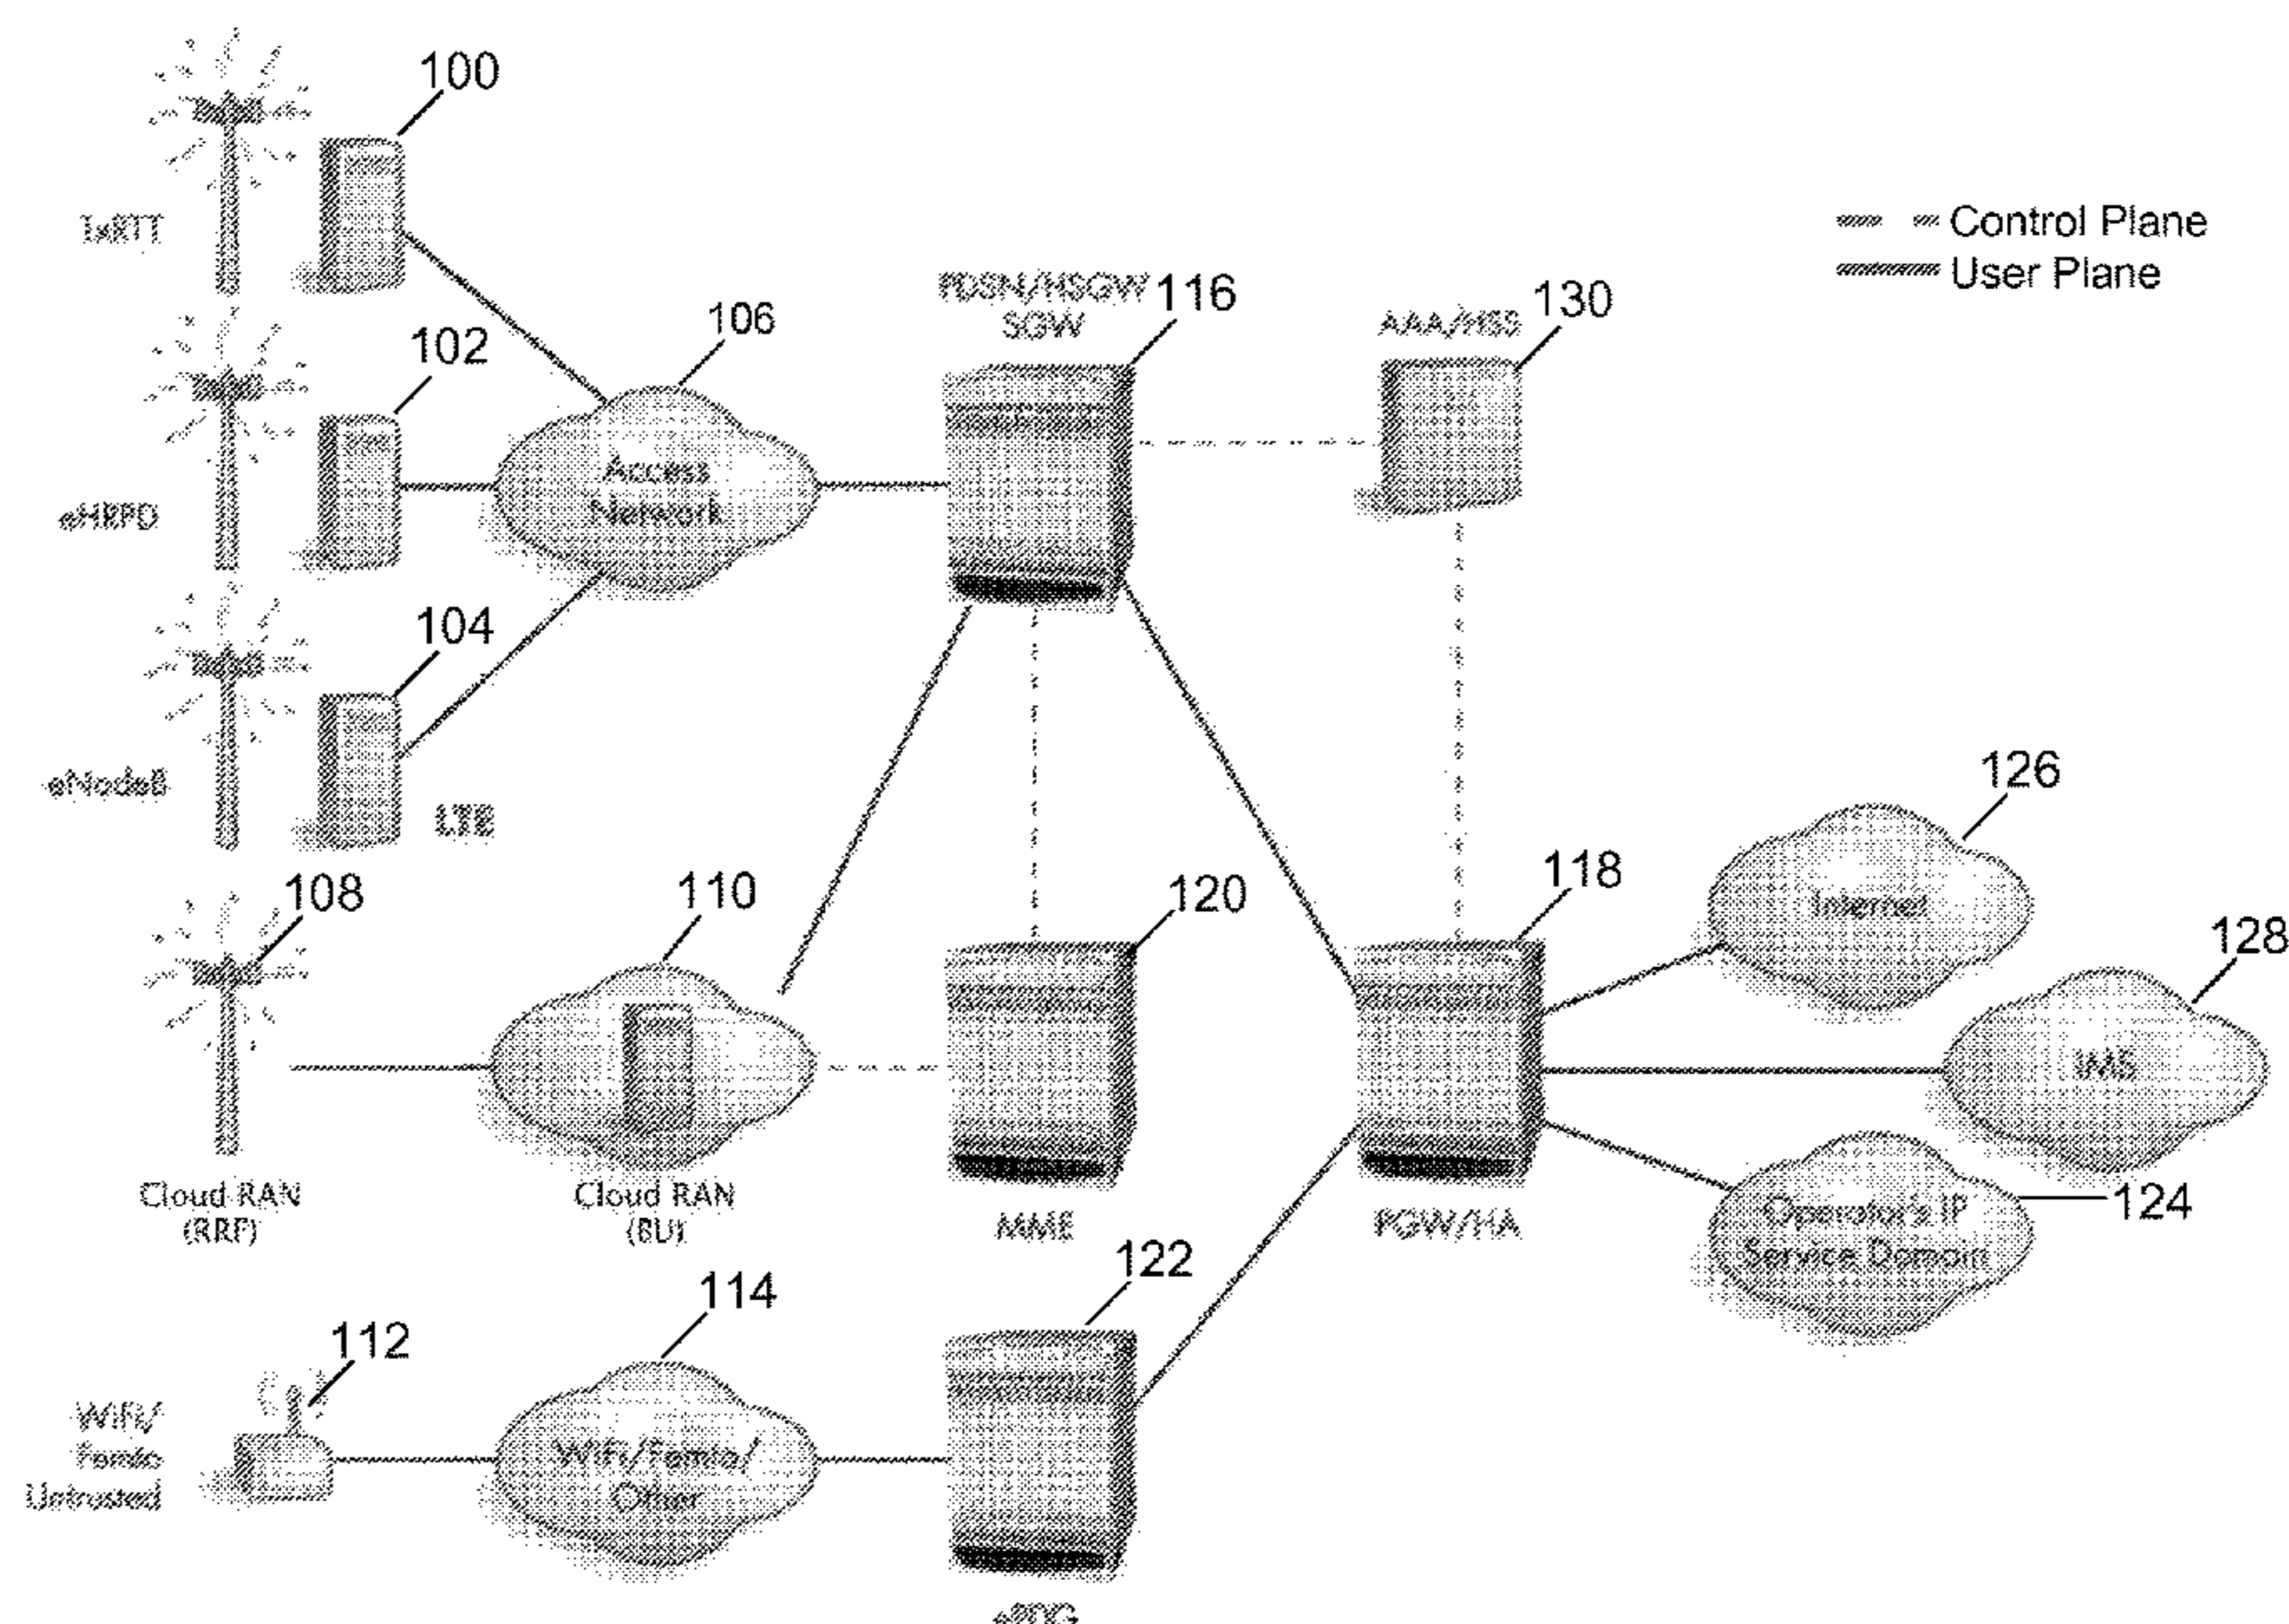 100
1xRTT
Control Plane
User Plane
PDSN/HSGW 116
SGW
AAA/HSS
130
106
102
Access
Network
eHRPD
104
eNodeB
LTE
126
Internet
108
110
120
118
128
IMS
Cloud RAN
(RRF)
Cloud RAN
(BU)
MME
PGW/HA
Operator's IP
Service Domain
124
122
114
112
WiFi/
Femto
Untrusted
WiFi/Femto/
Other
ePDG